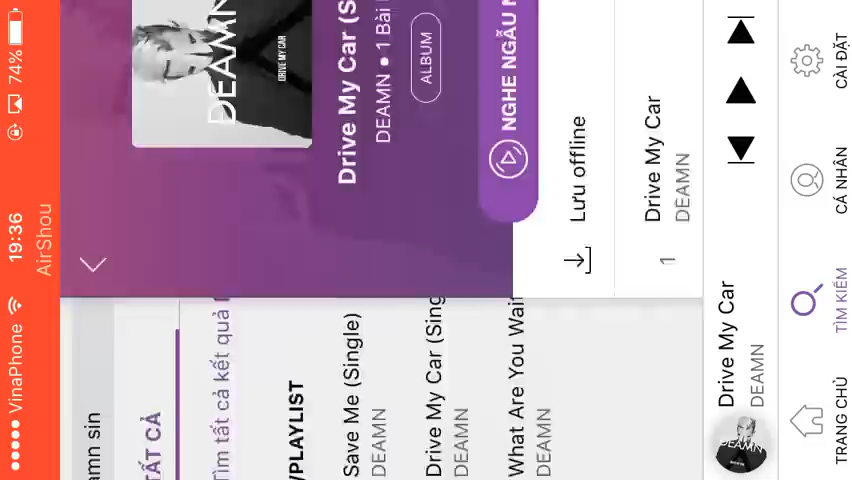 VinaPhone 19:36 74%
AirShou
DEAMN
DRIVE MY CAR
Drive My Car (S
DEAMN • 1 Bài
ALBUM
NGHE NGẪU
Lưu offline
1 Drive My Car
DEAMN
amn sin
TẤT CẢ
Tìm tất cả kết quả
/PLAYLIST
Save Me (Single)
DEAMN
Drive My Car (Sing
DEAMN
What Are You Wai
DEAMN
Drive My Car
DEAMN
DEAMN
TRANG CHỦ
TÌM KIẾM
CÁ NHÂN
CÀI ĐẶT